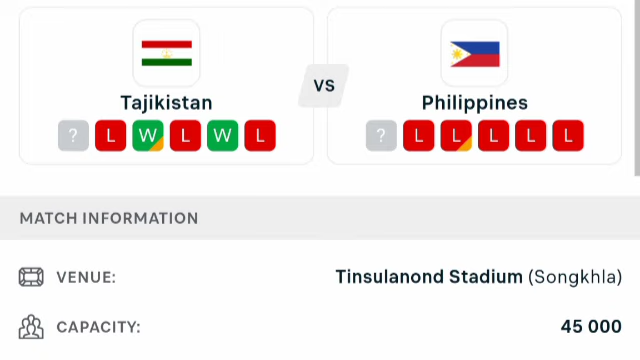 VS
Tajikistan
Philippines
? L W L W L
? L L L L L
MATCH INFORMATION
VENUE: Tinsulanond Stadium (Songkhla)
CAPACITY: 45 000